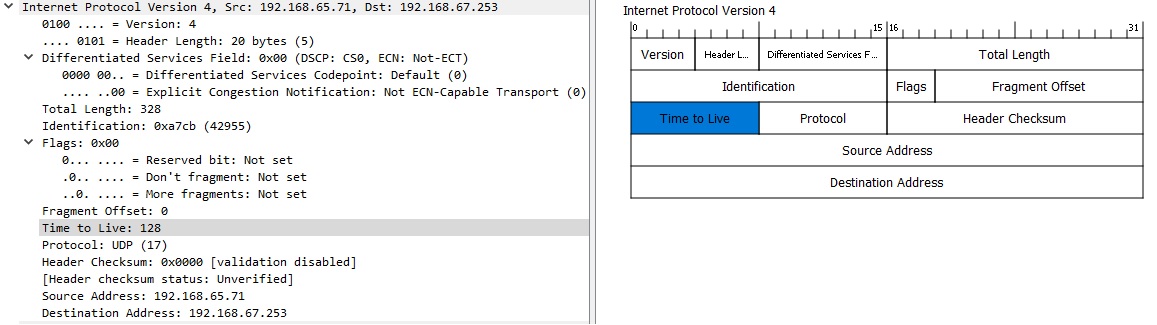 Internet Protocol Version 4, Src: 192.168.65.71, Dst: 192.168.67.253
0100 .... = Version: 4
.... 0101 = Header Length: 20 bytes (5)
Differentiated Services Field: 0x00 (DSCP: CS0, ECN: Not-ECT)
0000 00.. = Differentiated Services Codepoint: Default (0)
.... ..00 = Explicit Congestion Notification: Not ECN-Capable Transport (0)
Total Length: 328
Identification: 0xa7cb (42955)
Flags: 0x00
0... .... = Reserved bit: Not set
.0.. .... = Don't fragment: Not set
..0. .... = More fragments: Not set
Fragment Offset: 0
Time to Live: 128
Protocol: UDP (17)
Header Checksum: 0x0000 [validation disabled]
[Header checksum status: Unverified]
Source Address: 192.168.65.71
Destination Address: 192.168.67.253
Internet Protocol Version 4
0 15 16 31
Version Header L... Differentiated Services F... Total Length
Identification Flags Fragment Offset
Time to Live Protocol Header Checksum
Source Address
Destination Address